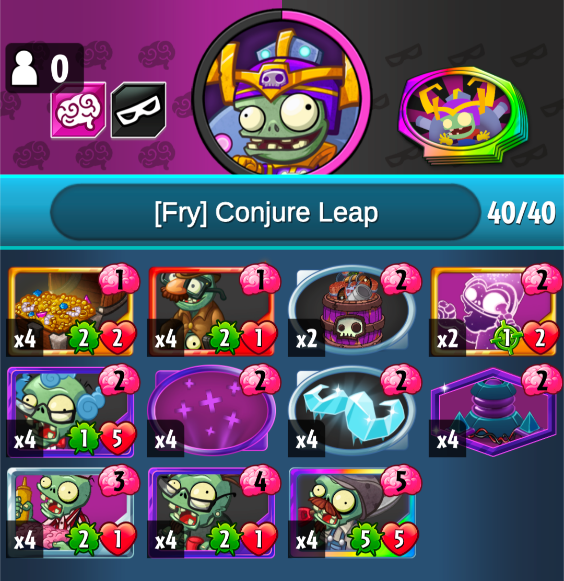 0
[Fry] Conjure Leap 40/40
1 1 2 2
x4 2 2 x4 2 1 x2 x2 1 2
2 2 2 2
x4 1 5 x4 x4 x4
3 4 5
x4 2 1 x4 2 1 x4 5 5